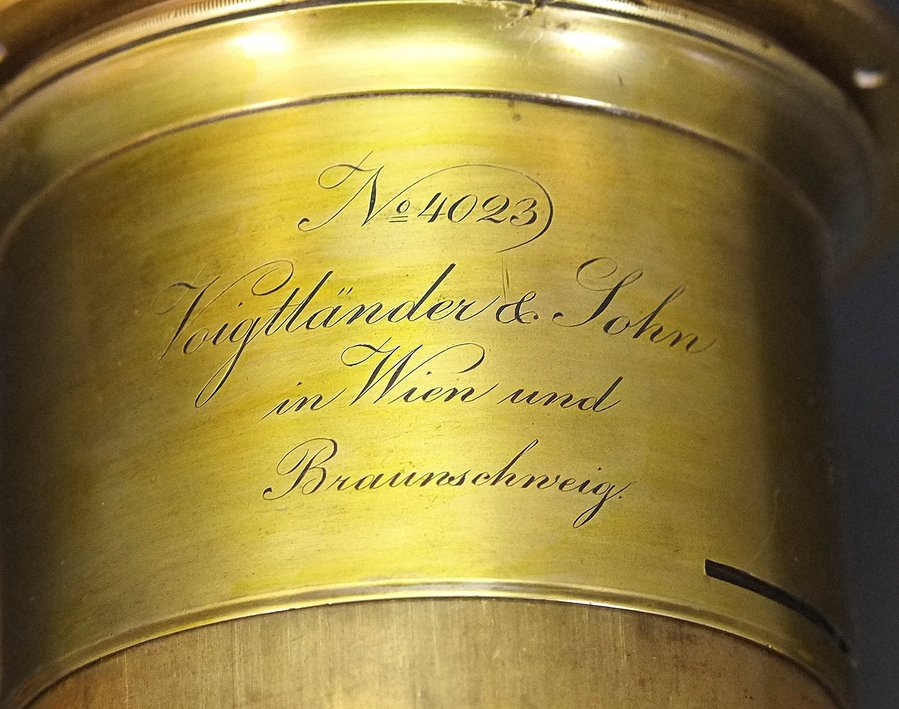 No 4023
Voigtländer & Sohn
in Wien und
Braunschweig.